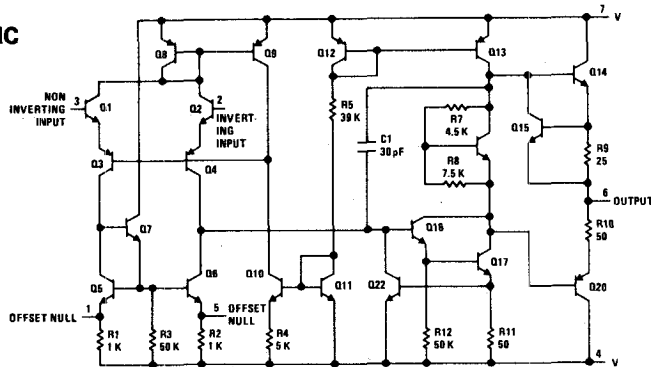 IC
7 V
Q8
Q9
Q12
Q13
Q14
NON
INVERTING
INPUT
3
Q1
Q2
2
INVERT-
ING
INPUT
R5
39 K
C1
30pF
R7
4.5 K
R8
7.5 K
Q15
R9
25
6
OUTPUT
R10
50
Q3
Q4
Q7
Q16
Q17
Q5
Q6
Q10
Q11
Q22
Q20
OFFSET NULL
1
5
OFFSET
NULL
R1
1 K
R3
50 K
R2
1 K
R4
5 K
R12
50 K
R11
50
4
V